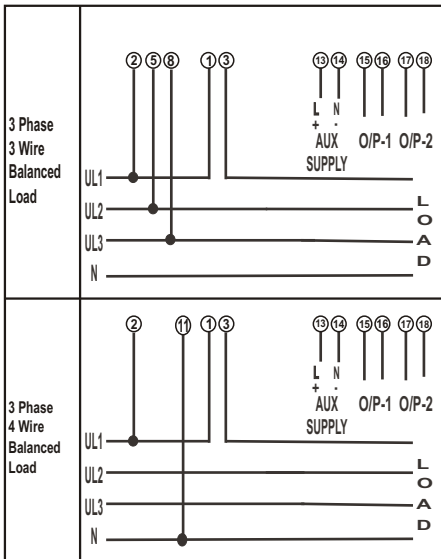 ② ⑤ ⑧ ① ③ ⑬ ⑭ ⑮ ⑯ ⑰ ⑱
L N
+ -
AUX O/P-1 O/P-2
SUPPLY
3 Phase
3 Wire
Balanced
Load
UL1
UL2
UL3
N
L
O
A
D
② ⑪ ① ③ ⑬ ⑭ ⑮ ⑯ ⑰ ⑱
L N
+ -
AUX O/P-1 O/P-2
SUPPLY
3 Phase
4 Wire
Balanced
Load
UL1
UL2
UL3
N
L
O
A
D